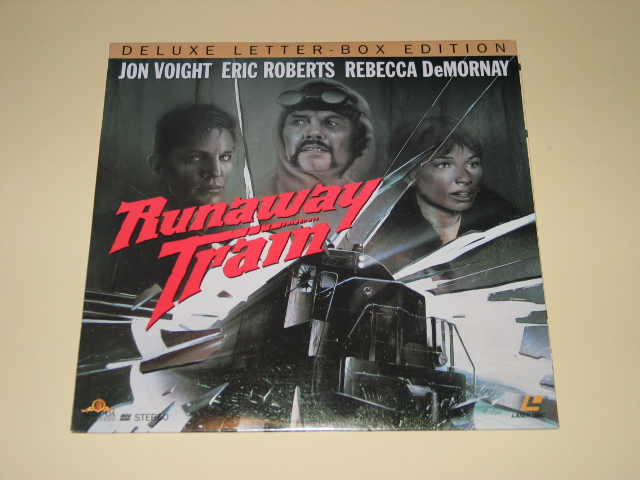 DELUXE LETTER-BOX EDITION
JON VOIGHT ERIC ROBERTS REBECCA DeMORNAY
Runaway
Train
STEREO